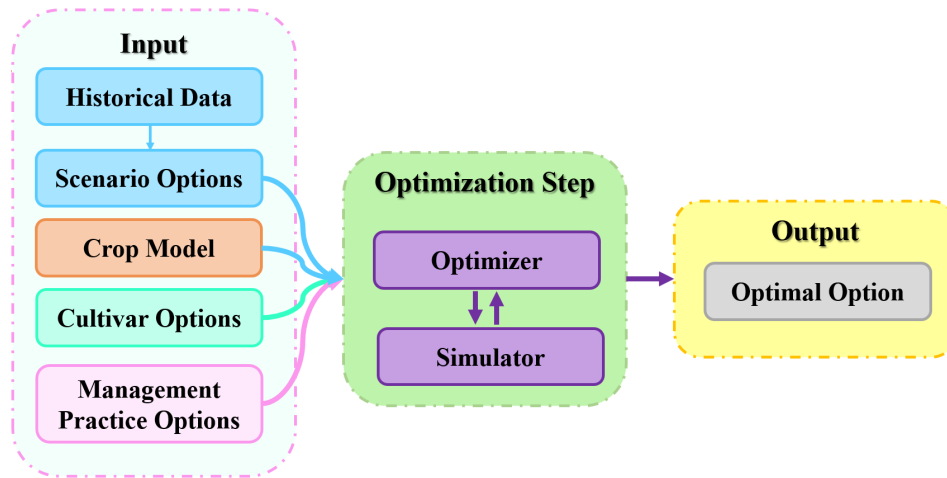 Input
Historical Data
Scenario Options
Crop Model
Cultivar Options
Management
Practice Options
Optimization Step
Optimizer
Simulator
Output
Optimal Option